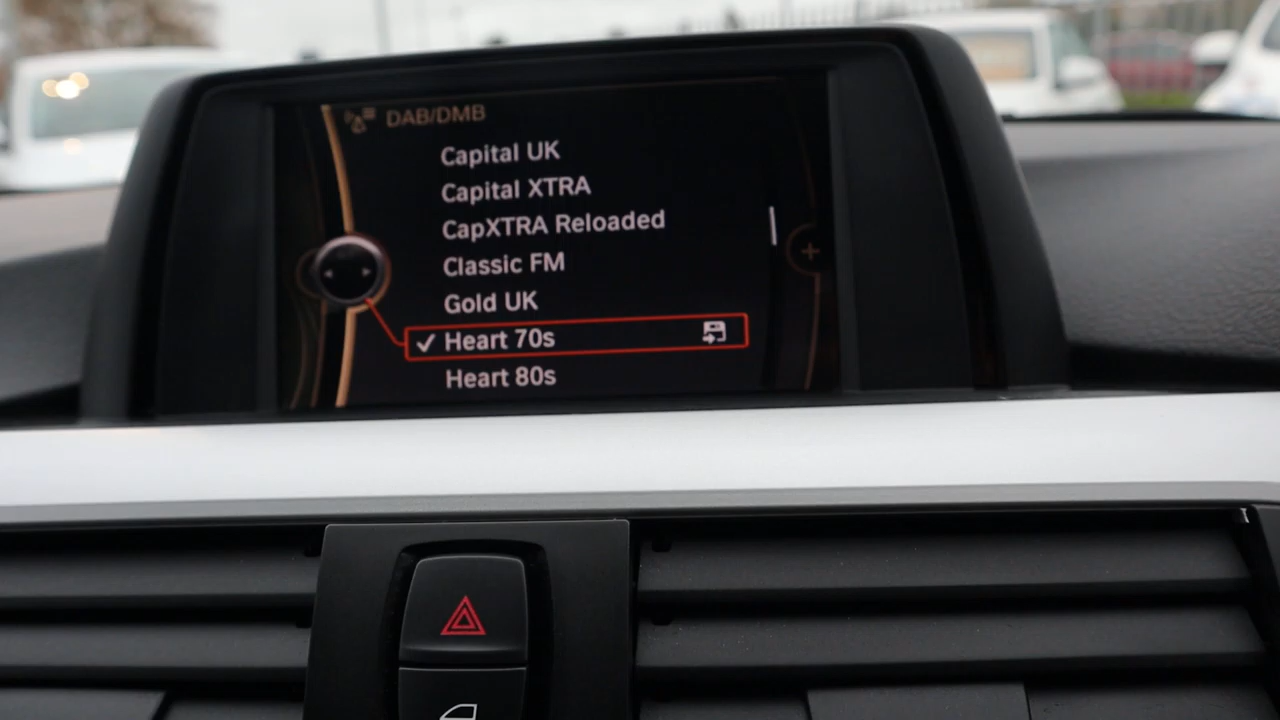 DAB/DMB
Capital UK
Capital XTRA
CapXTRA Reloaded
Classic FM
Gold UK
Heart 70s
Heart 80s